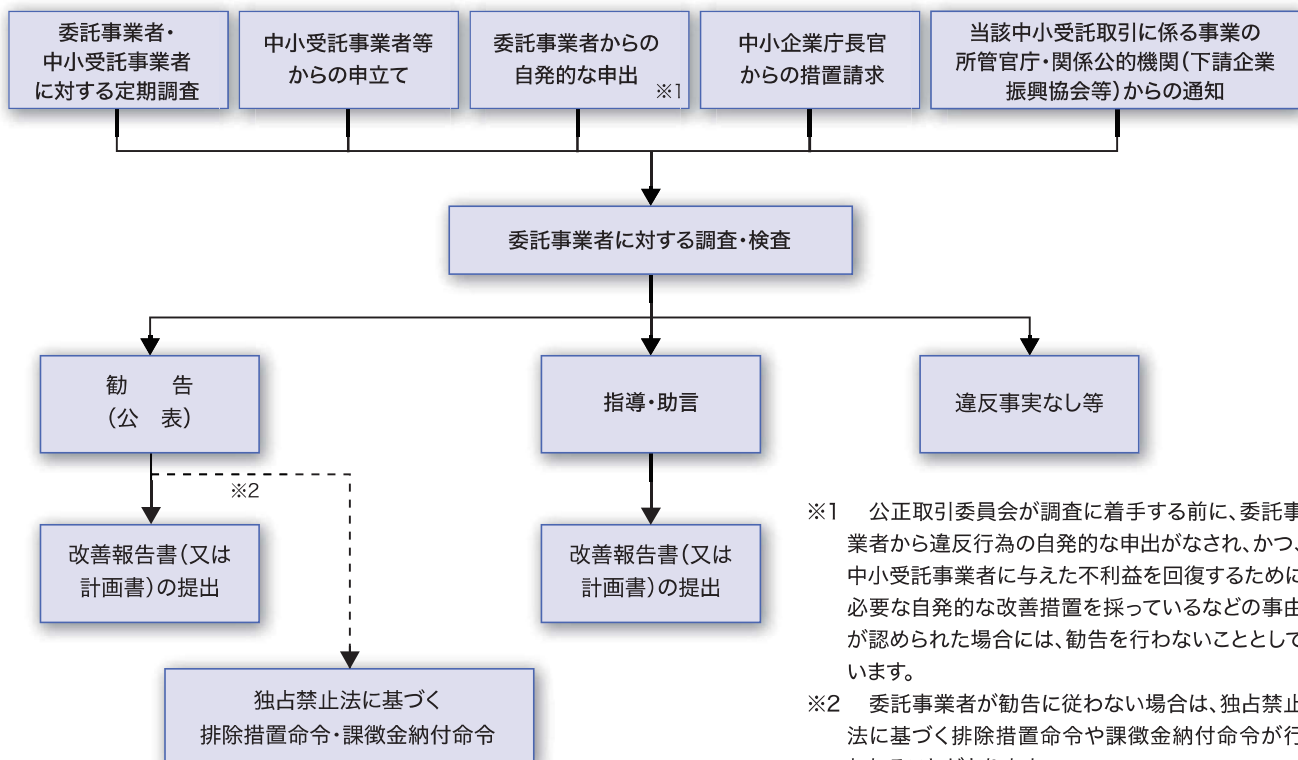 委託事業者・
中小受託事業者
に対する定期調査
中小受託事業者等
からの申立て
委託事業者からの
自発的な申出
※1
中小企業庁長官
からの措置請求
当該中小受託取引に係る事業の
所管官庁・関係公的機関(下請企業
振興協会等)からの通知
委託事業者に対する調査・検査
勧　告
(公　表)
指導・助言
違反事実なし等
※2
改善報告書(又は
計画書)の提出
改善報告書(又は
計画書)の提出
独占禁止法に基づく
排除措置命令・課徴金納付命令
※1　公正取引委員会が調査に着手する前に、委託事
業者から違反行為の自発的な申出がなされ、かつ、
中小受託事業者に与えた不利益を回復するために
必要な自発的な改善措置を採っているなどの事由
が認められた場合には、勧告を行わないこととして
います。
※2　委託事業者が勧告に従わない場合は、独占禁止
法に基づく排除措置命令や課徴金納付命令が行